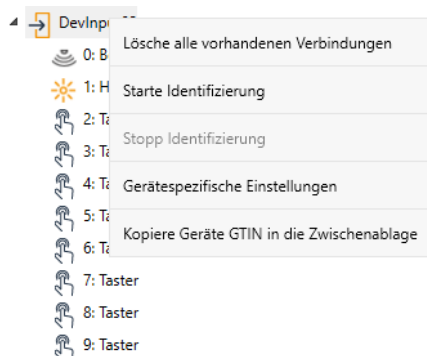 DevInpu
Lösche alle vorhandenen Verbindungen
0: B
1: H
Starte Identifizierung
2: Ta
Stopp Identifizierung
3: Ta
4: Ta
Gerätespezifische Einstellungen
5: Ta
Kopiere Geräte GTIN in die Zwischenablage
6: Ta
7: Taster
8: Taster
9: Taster